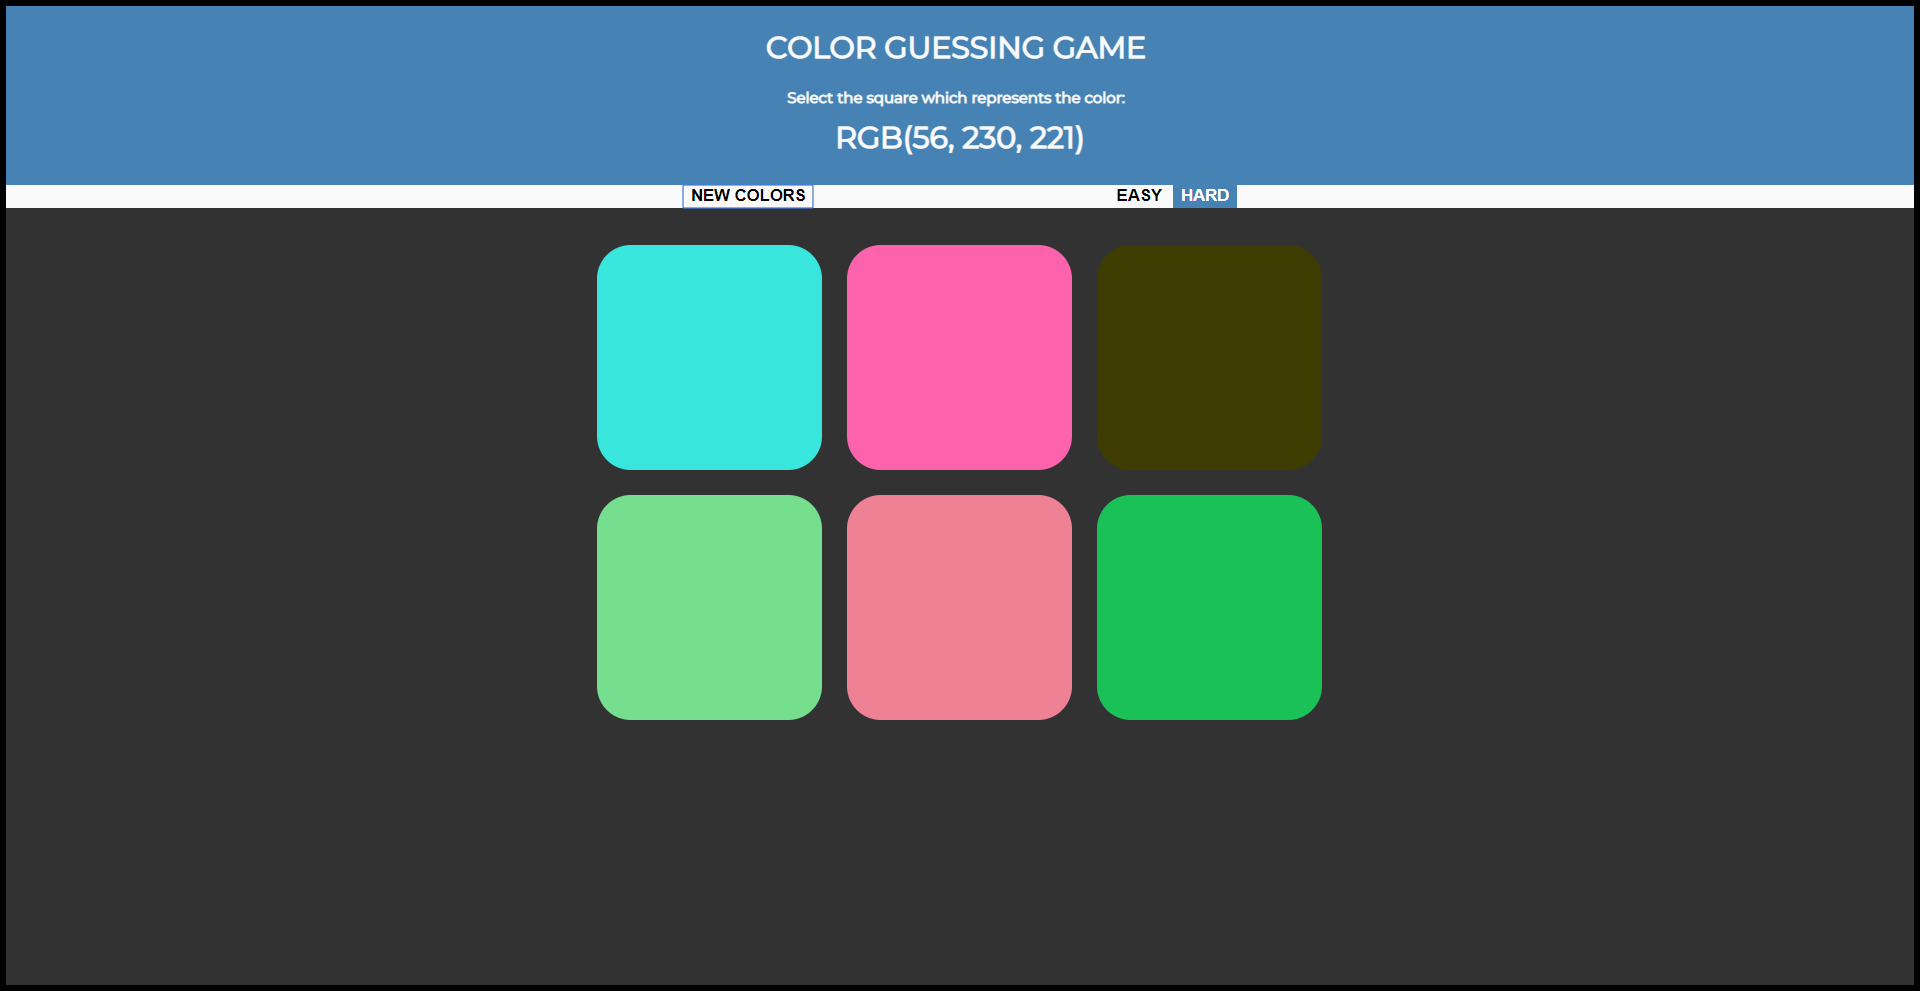 COLOR GUESSING GAME
Select the square which represents the color:
RGB(56, 230, 221)
NEW COLORS EASY HARD